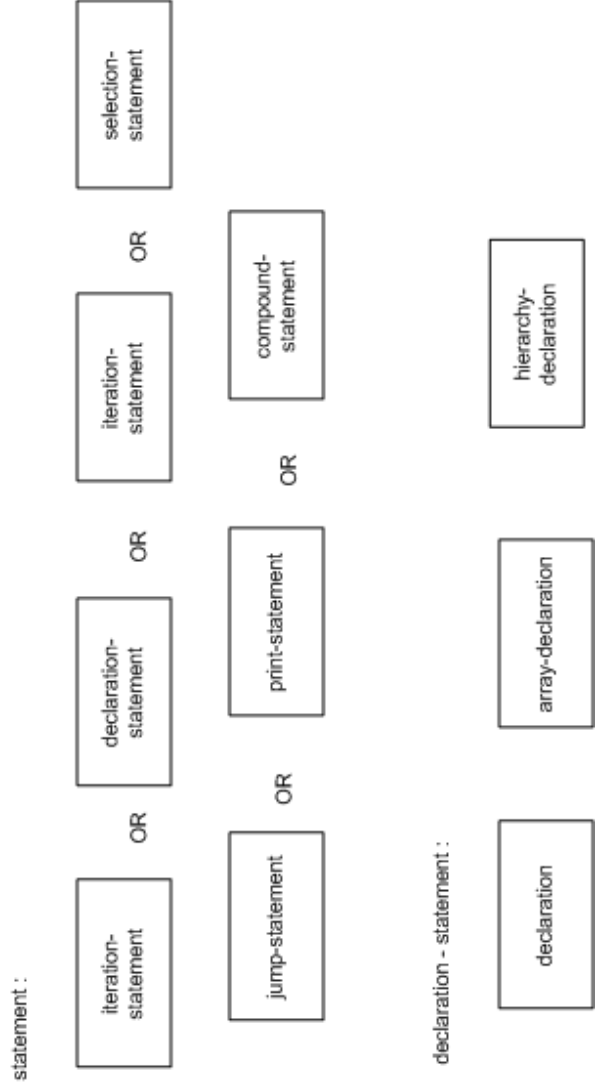 statement :
iteration-
statement
OR
declaration-
statement
OR
iteration-
statement
OR
selection-
statement
jump-statement
OR
print-statement
OR
compound-
statement
declaration - statement :
declaration
array-declaration
hierarchy-
declaration